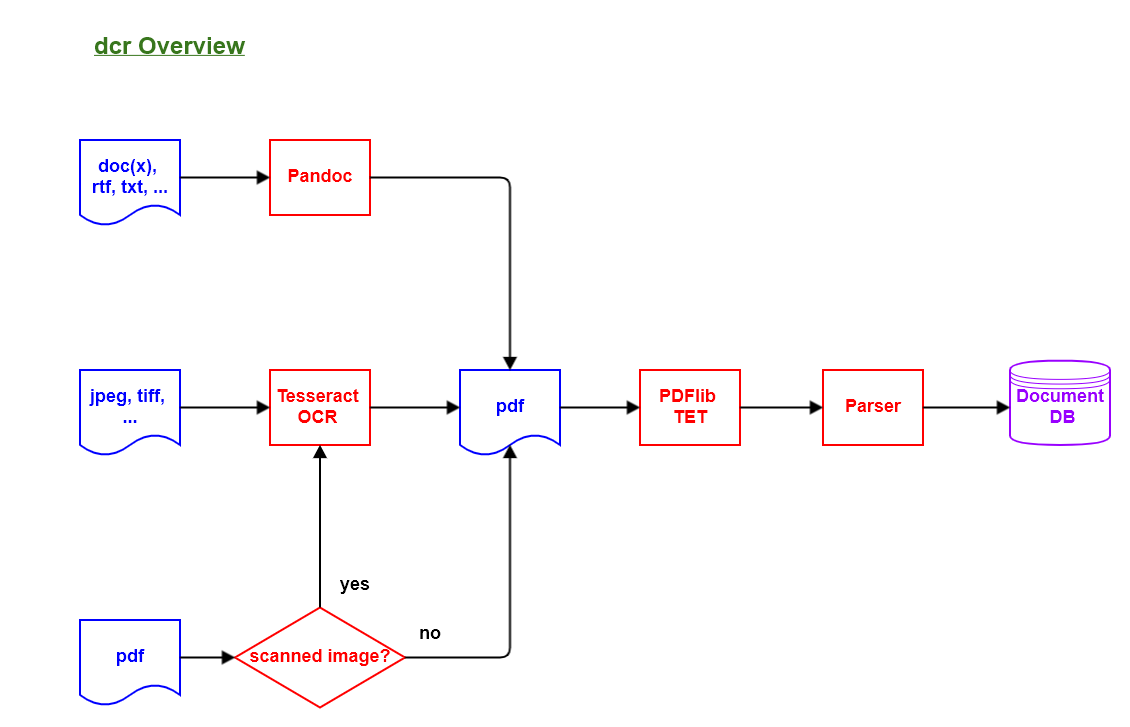 dcr Overview
doc(x),
rtf, txt, ...
Pandoc
jpeg, tiff,
...
Tesseract
OCR
pdf
PDFlib
TET
Parser
Document
DB
yes
no
pdf
scanned image?